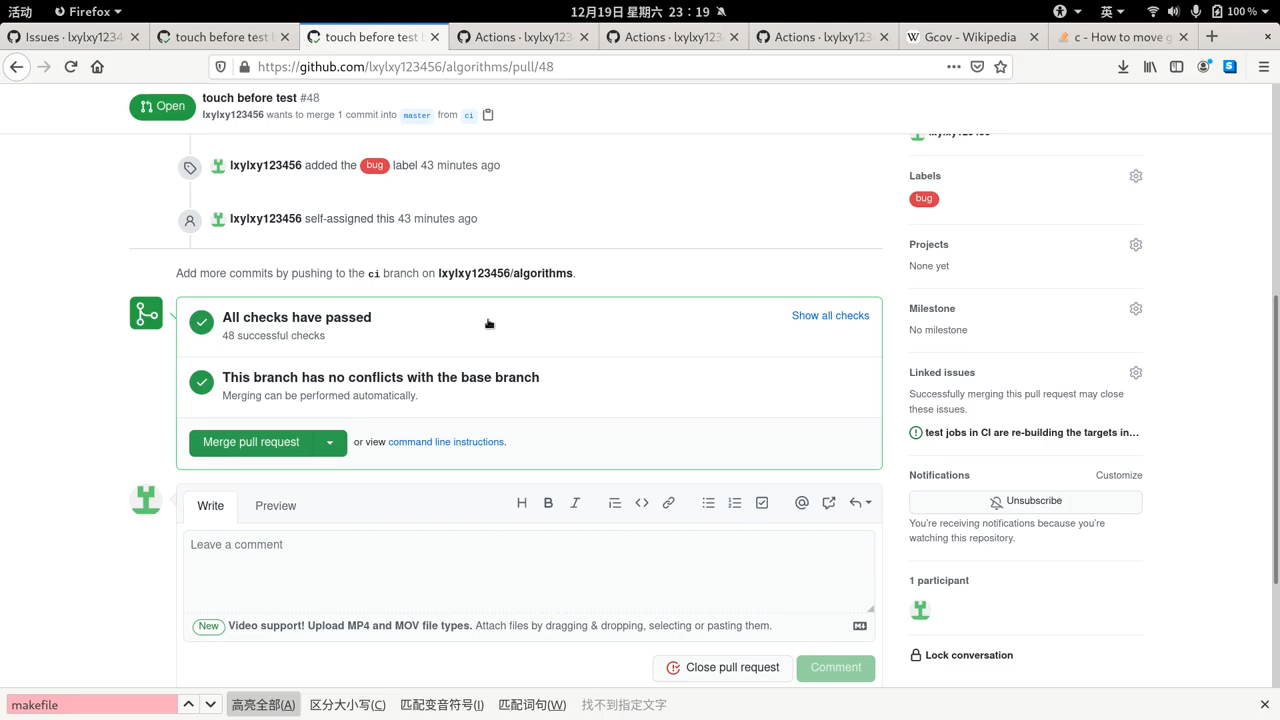 活动 Firefox 12月19日 星期六 23：19 英 100 %
Issues · lxylxy1234 touch before test touch before test Actions · lxylxy123 Actions · lxylxy123 Actions · lxylxy123 Gcov - Wikipedia c - How to move g
https://github.com/lxylxy123456/algorithms/pull/48
Open touch before test #48
lxylxy123456 wants to merge 1 commit into master from ci
lxylxy123456 added the bug label 43 minutes ago
lxylxy123456 self-assigned this 43 minutes ago
Add more commits by pushing to the ci branch on lxylxy123456/algorithms.
All checks have passed
48 successful checks
Show all checks
This branch has no conflicts with the base branch
Merging can be performed automatically.
Merge pull request or view command line instructions.
Write Preview
Leave a comment
New Video support! Upload MP4 and MOV file types. Attach files by dragging & dropping, selecting or pasting them.
Close pull request Comment
lxylxy123456
Labels
bug
Projects
None yet
Milestone
No milestone
Linked issues
Successfully merging this pull request may close
these issues.
test jobs in CI are re-building the targets in…
Notifications Customize
Unsubscribe
You're receiving notifications because you're
watching this repository.
1 participant
Lock conversation
makefile 高亮全部(A) 区分大小写(C) 匹配变音符号(I) 匹配词句(W) 找不到指定文字